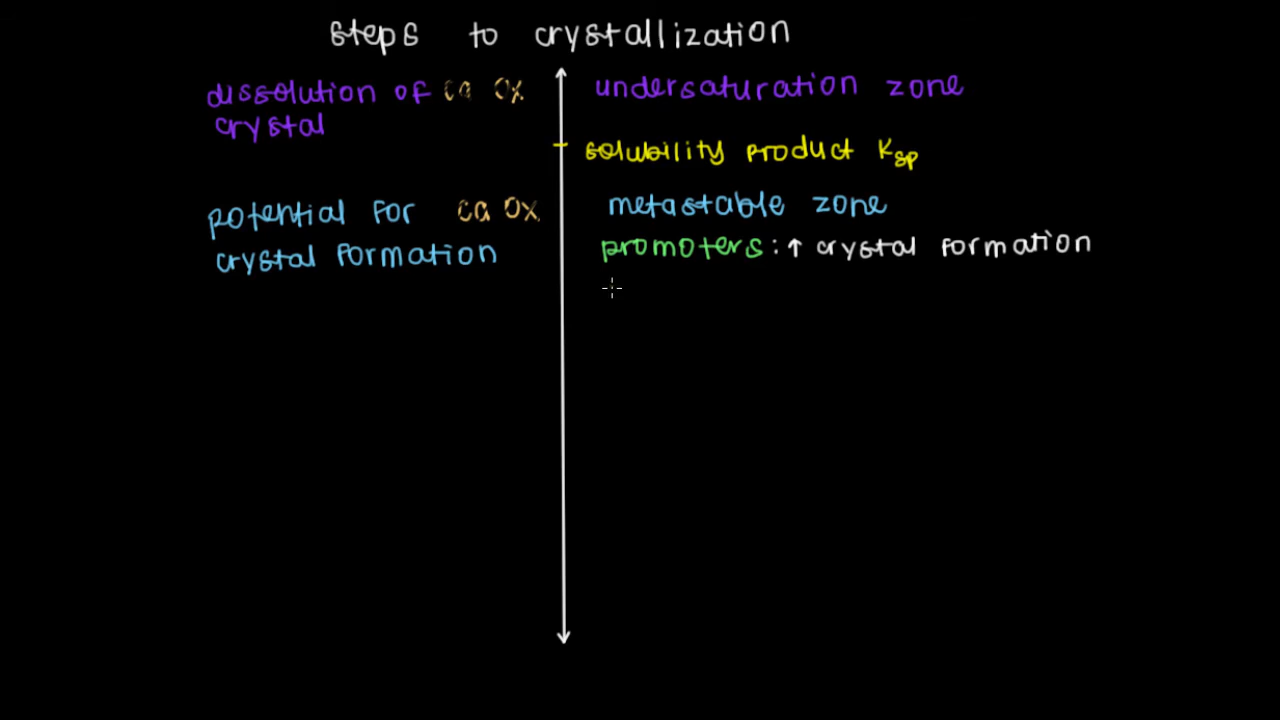 steps to crystallization
dissolution of ca Ox
crystal
undersaturation zone
solubility product Ksp
potential for ca Ox
crystal formation
metastable zone
promoters: ↑ crystal formation